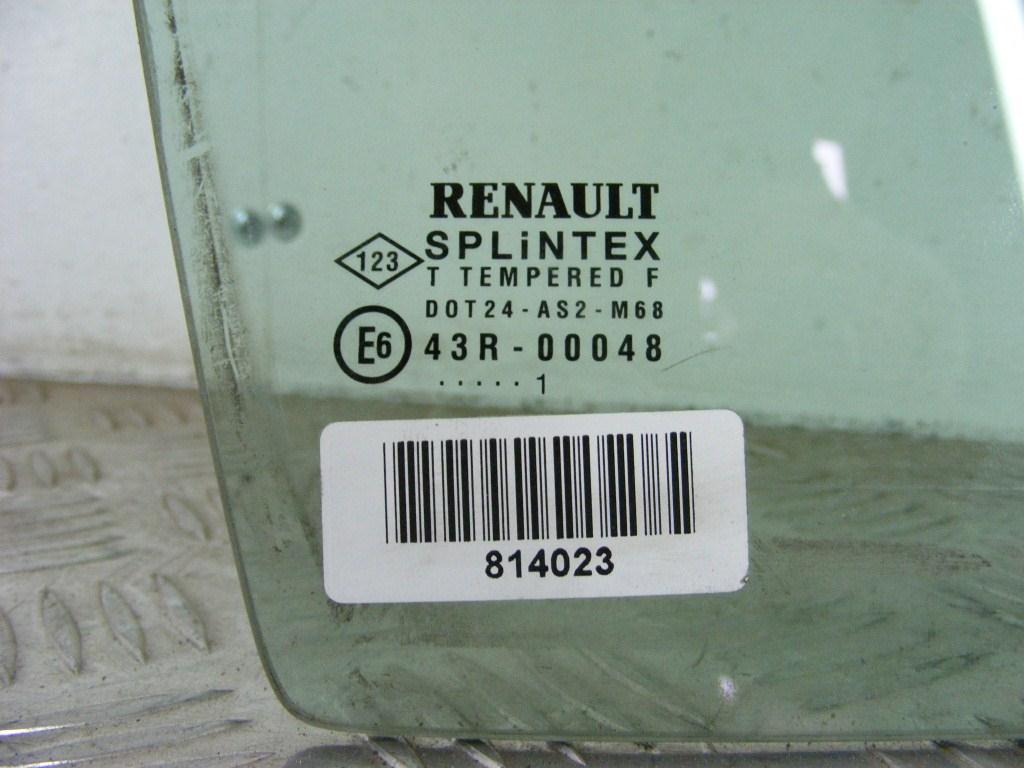 RENAULT
SPLiNTEX
123
T TEMPERED F
DOT24-AS2-M68
E6 43R-00048
.....1
814023